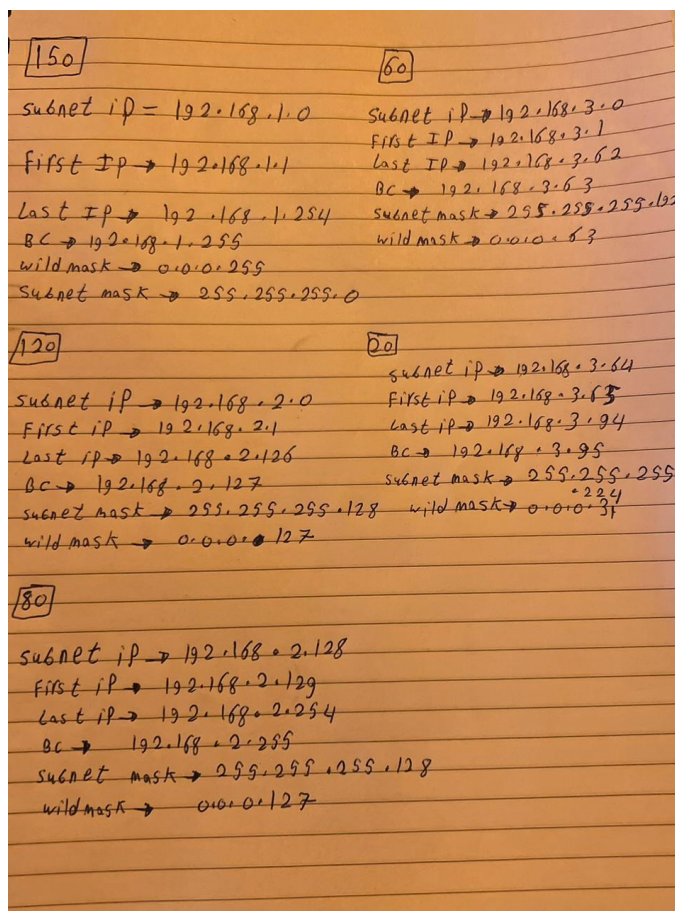 150
subnet ip = 192.168.1.0
First Ip → 192.168.1.1
Last Ip → 192.168.1.254
BC → 192.168.1.255
wild mask → 0.0.0.255
Subnet mask → 255.255.255.0
60
Subnet ip → 192.168.3.0
First IP → 192.168.3.1
Last IP → 192.168.3.62
BC → 192.168.3.63
Subnet mask → 255.255.255.192
wild mask → 0.0.0.63
120
subnet ip → 192.168.2.0
First ip → 192.168.2.1
Last ip → 192.168.2.126
BC → 192.168.2.127
subnet mask → 255.255.255.128
wild mask → 0.0.0.127
20
subnet ip → 192.168.3.64
First ip → 192.168.3.65
Last ip → 192.168.3.94
BC → 192.168.3.95
subnet mask → 255.255.255
.224
wild mask → 0.0.0.31
80
subnet ip → 192.168.2.128
First ip → 192.168.2.129
Last ip → 192.168.2.254
BC → 192.168.2.255
subnet mask → 255.255.255.128
wild mask → 0.0.0.127